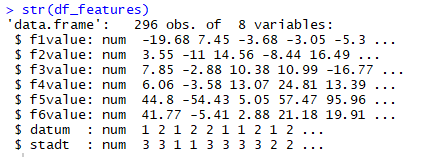 > str(df_features)
'data.frame':   296 obs. of  8 variables:
 $ f1value: num  -19.68 7.45 -3.68 -3.05 -5.3 ...
 $ f2value: num  3.55 -11 14.56 -8.44 16.49 ...
 $ f3value: num  7.85 -2.88 10.38 10.99 -16.77 ...
 $ f4value: num  6.06 -3.58 13.07 24.81 13.39 ...
 $ f5value: num  44.8 -54.43 5.05 57.47 95.96 ...
 $ f6value: num  41.77 -5.41 2.88 21.18 19.91 ...
 $ datum  : num  1 2 1 2 2 1 1 2 1 2 ...
 $ stadt  : num  3 3 1 1 3 3 3 3 2 2 ...